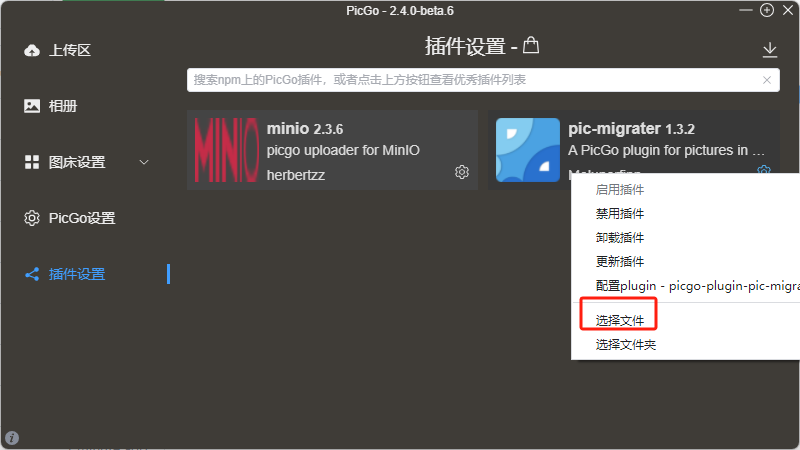 PicGo - 2.4.0-beta.6
上传区
相册
图床设置
PicGo设置
插件设置
插件设置 -
搜索npm上的PicGo插件，或者点击上方按钮查看优秀插件列表
MINIO
minio 2.3.6
picgo uploader for MinIO
herbertzz
pic-migrater 1.3.2
A PicGo plugin for pictures in ...
启用插件
禁用插件
卸载插件
更新插件
配置plugin - picgo-plugin-pic-migra
选择文件
选择文件夹